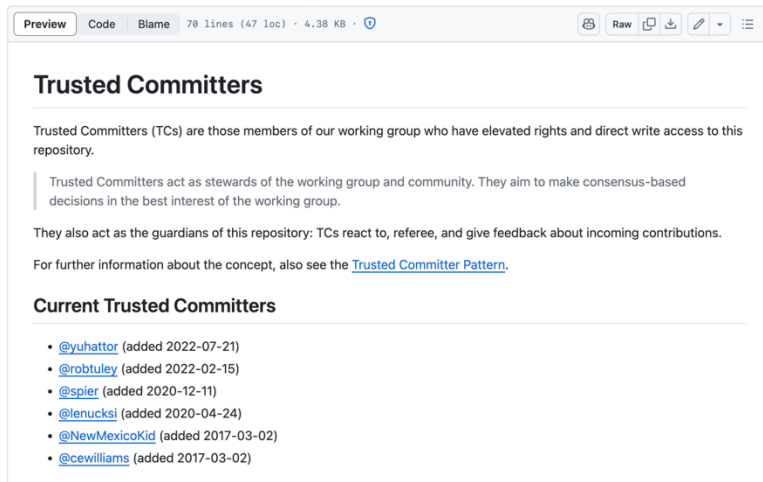 Preview Code Blame 70 lines (47 loc) · 4.38 KB · Raw
Trusted Committers
Trusted Committers (TCs) are those members of our working group who have elevated rights and direct write access to this
repository.
Trusted Committers act as stewards of the working group and community. They aim to make consensus-based
decisions in the best interest of the working group.
They also act as the guardians of this repository: TCs react to, referee, and give feedback about incoming contributions.
For further information about the concept, also see the Trusted Committer Pattern.
Current Trusted Committers
• @yuhattor (added 2022-07-21)
• @robtuley (added 2022-02-15)
• @spier (added 2020-12-11)
• @lenucksi (added 2020-04-24)
• @NewMexicoKid (added 2017-03-02)
• @cewilliams (added 2017-03-02)